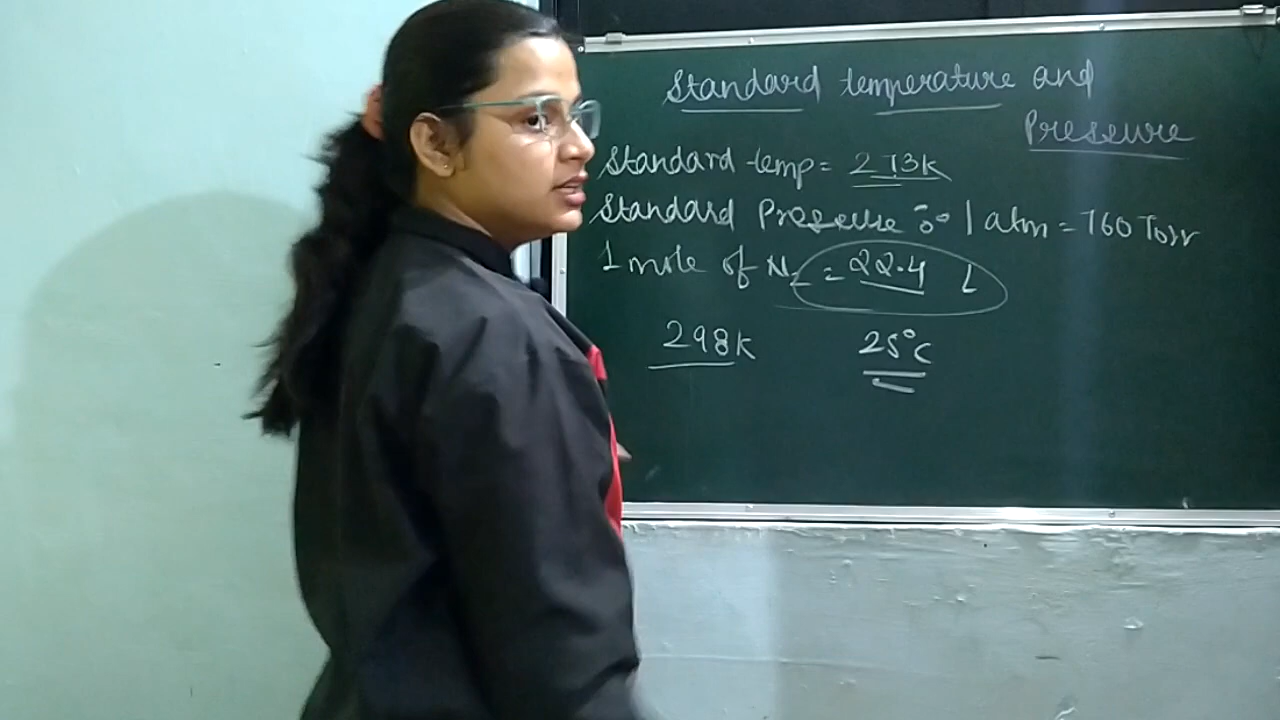 Standard temperature and
Pressure
Standard temp = 273K
Standard Pressure : 1 atm = 760 Torr
1 mole of N2 = 22.4 L
298K 25°C